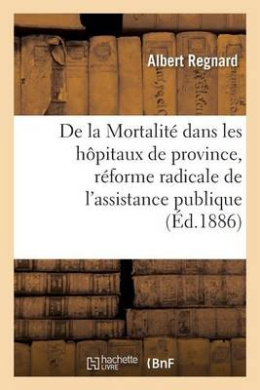 Albert Regnard
De la Mortalité dans les
hôpitaux de province,
réforme radicale de
l'assistance publique
(Éd.1886)
hachette
LIVRE
{BnF